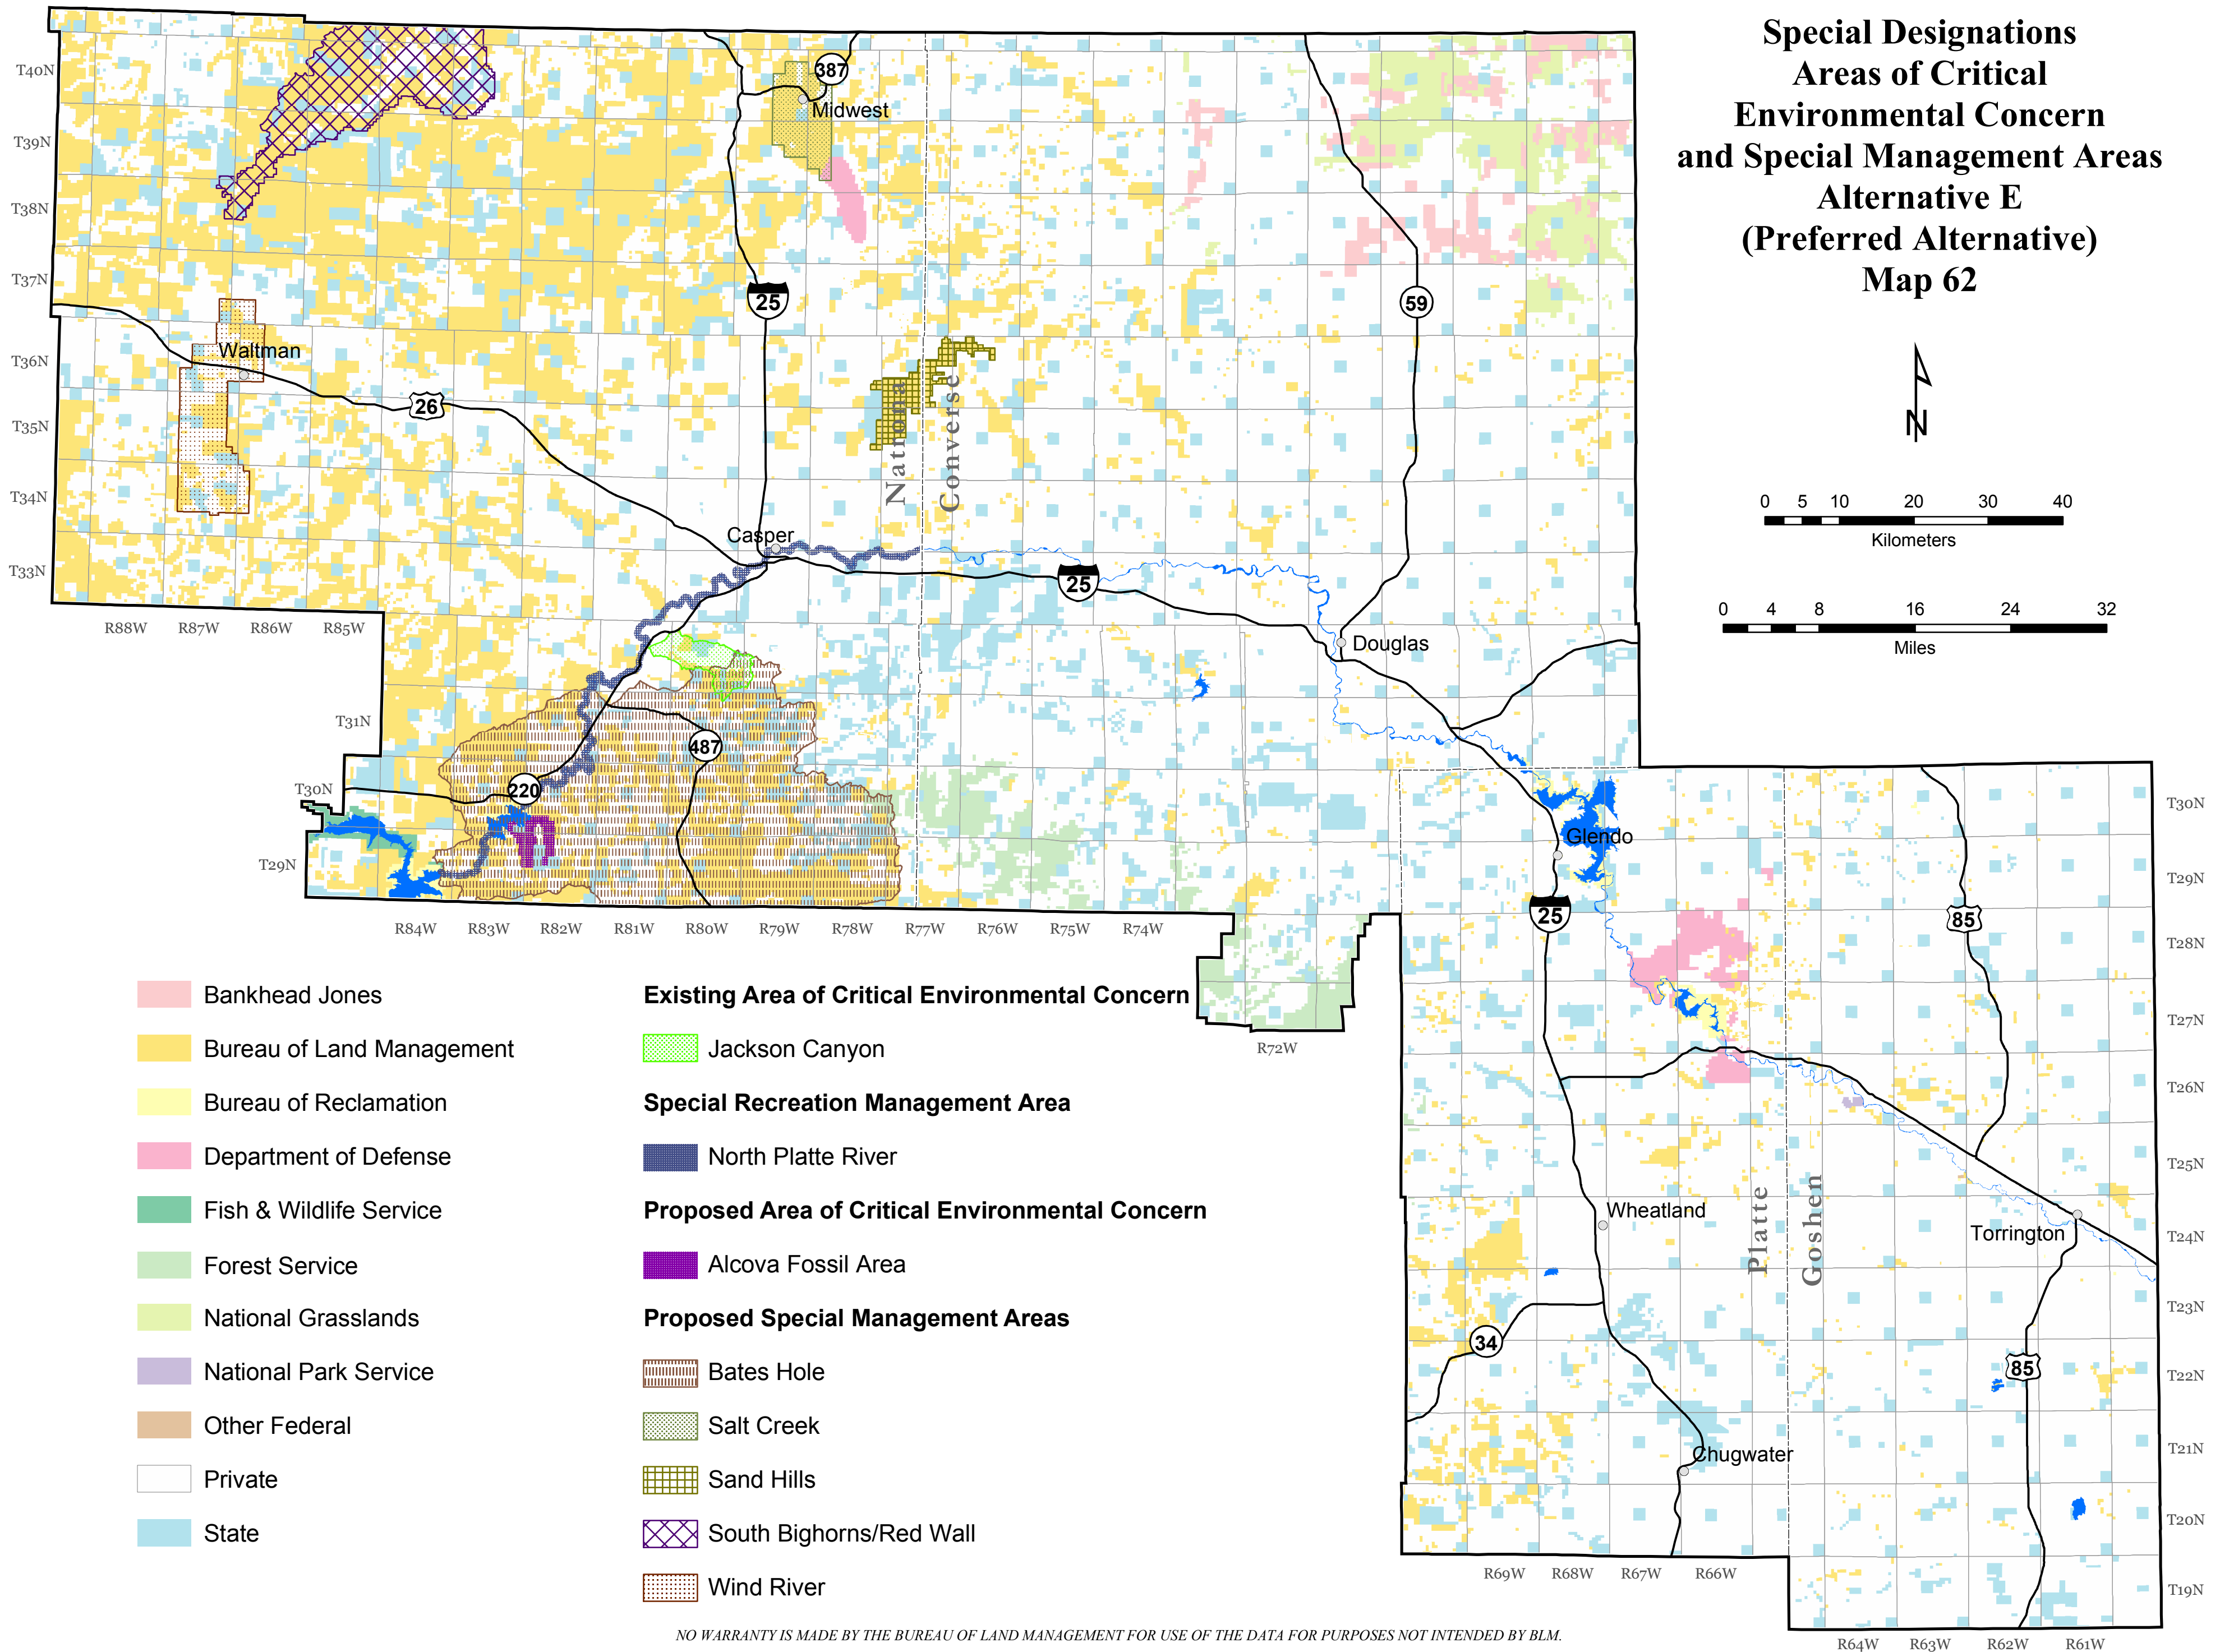 Special Designations
Areas of Critical
Environmental Concern
and Special Management Areas
Alternative E
(Preferred Alternative)
Map 62
N
0 5 10 20 30 40
Kilometers
0 4 8 16 24 32
Miles
T40N
T39N
T38N
T37N
T36N
T35N
T34N
T33N
R88W R87W R86W R85W
T31N
T30N
T29N
R84W R83W R82W R81W R80W R79W R78W R77W R76W R75W R74W
R72W
387
Midwest
25
59
Waltman
26
Natrona
Converse
Casper
25
Douglas
487
220
Glendo
25
85
Wheatland
Platte
Goshen
Torrington
34
85
Chugwater
T30N
T29N
T28N
T27N
T26N
T25N
T24N
T23N
T22N
T21N
T20N
T19N
R69W R68W R67W R66W
R64W R63W R62W R61W
Bankhead Jones
Bureau of Land Management
Bureau of Reclamation
Department of Defense
Fish & Wildlife Service
Forest Service
National Grasslands
National Park Service
Other Federal
Private
State
Existing Area of Critical Environmental Concern
Jackson Canyon
Special Recreation Management Area
North Platte River
Proposed Area of Critical Environmental Concern
Alcova Fossil Area
Proposed Special Management Areas
Bates Hole
Salt Creek
Sand Hills
South Bighorns/Red Wall
Wind River
NO WARRANTY IS MADE BY THE BUREAU OF LAND MANAGEMENT FOR USE OF THE DATA FOR PURPOSES NOT INTENDED BY BLM.